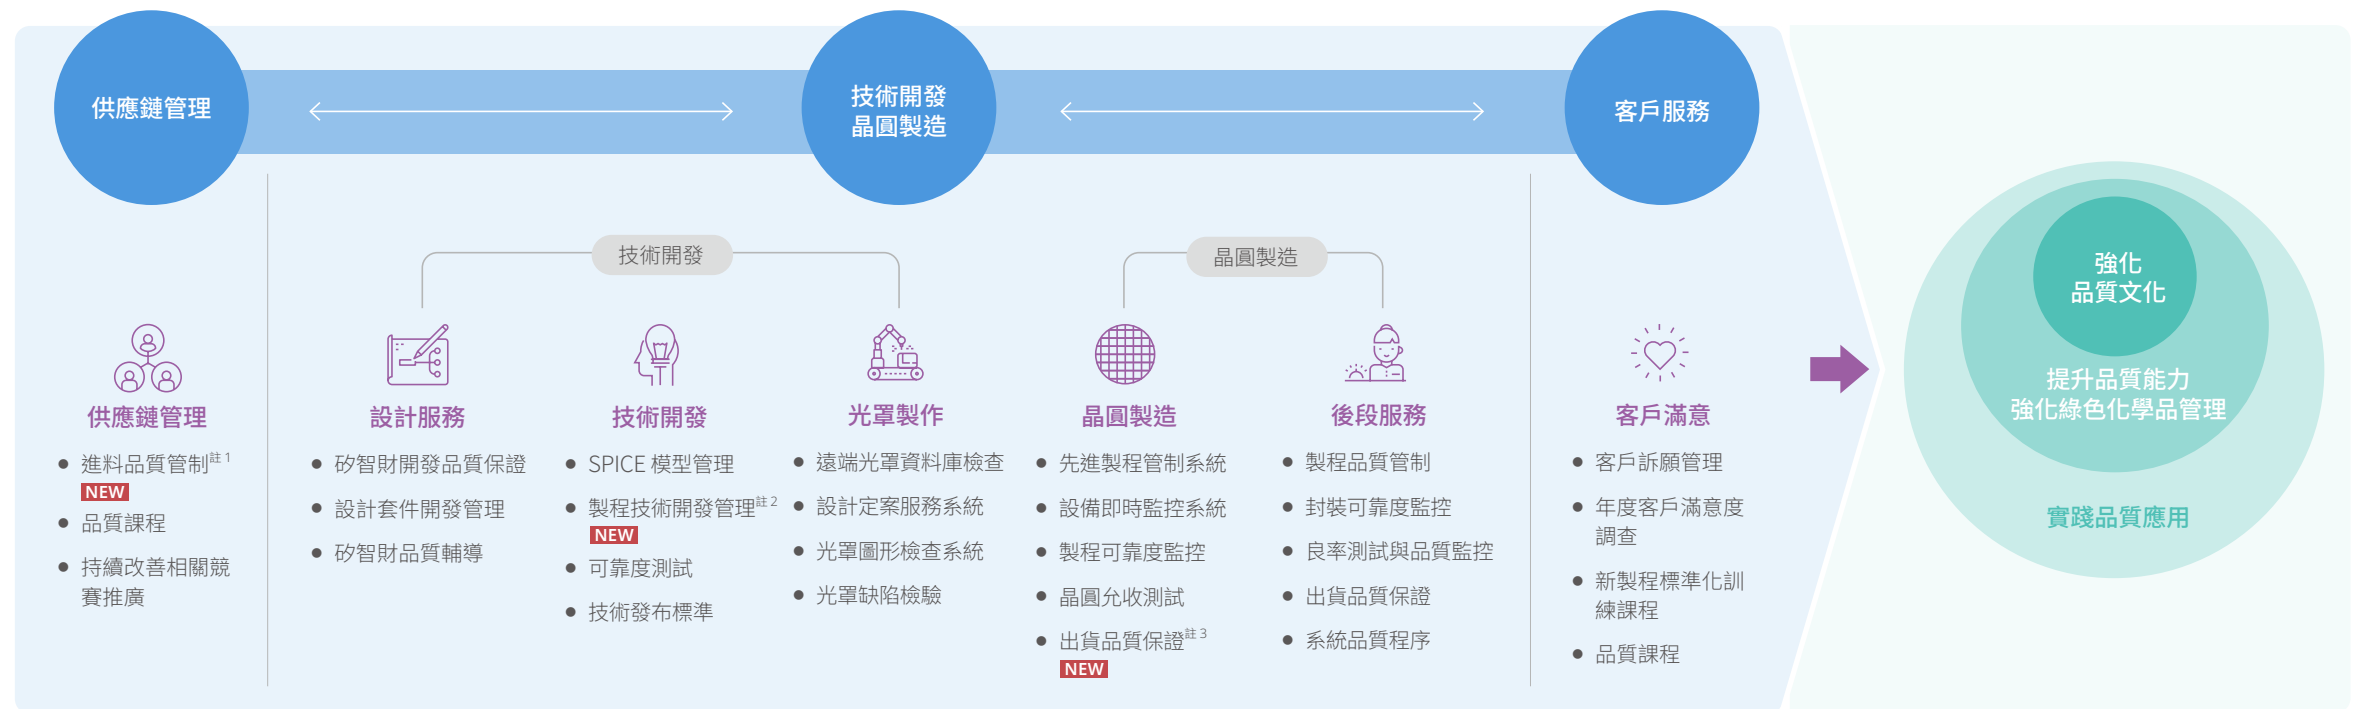 供應鏈管理
技術開發
晶圓製造
客戶服務
技術開發
晶圓製造
供應鏈管理
進料品質管制註 1
NEW
品質課程
持續改善相關競
賽推廣
設計服務
矽智財開發品質保證
設計套件開發管理
矽智財品質輔導
技術開發
SPICE 模型管理
製程技術開發管理註 2
NEW
可靠度測試
技術發布標準
光罩製作
遠端光罩資料庫檢查
設計定案服務系統
光罩圖形檢查系統
光罩缺陷檢驗
晶圓製造
先進製程管制系統
設備即時監控系統
製程可靠度監控
晶圓允收測試
出貨品質保證註 3
NEW
後段服務
製程品質管制
封裝可靠度監控
良率測試與品質監控
出貨品質保證
系統品質程序
客戶滿意
客戶訴願管理
年度客戶滿意度
調查
新製程標準化訓
練課程
品質課程
強化
品質文化
提升品質能力
強化綠色化學品管理
實踐品質應用